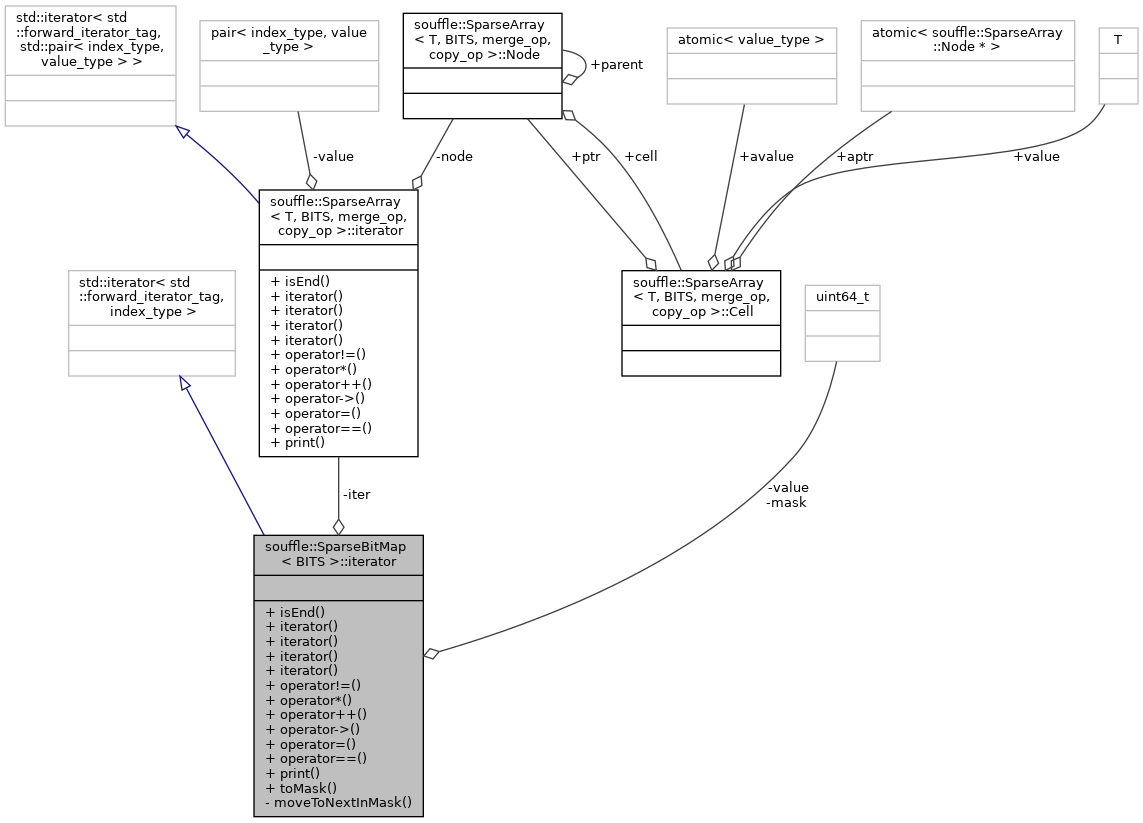 std::iterator< std
::forward_iterator_tag,
std::pair< index_type,
value_type > >
pair< index_type, value
_type >
souffle::SparseArray
< T, BITS, merge_op,
copy_op >::Node
+parent
atomic< value_type >
atomic< souffle::SparseArray
::Node * >
T
-value
-node
+ptr
+cell
+avalue
+aptr
+value
souffle::SparseArray
< T, BITS, merge_op,
copy_op >::iterator
+ isEnd()
+ iterator()
+ iterator()
+ iterator()
+ iterator()
+ operator!=()
+ operator*()
+ operator++()
+ operator->()
+ operator=()
+ operator==()
+ print()
std::iterator< std
::forward_iterator_tag,
index_type >
souffle::SparseArray
< T, BITS, merge_op,
copy_op >::Cell
uint64_t
-iter
-value
-mask
souffle::SparseBitMap
< BITS >::iterator
+ isEnd()
+ iterator()
+ iterator()
+ iterator()
+ iterator()
+ operator!=()
+ operator*()
+ operator++()
+ operator->()
+ operator=()
+ operator==()
+ print()
+ toMask()
- moveToNextInMask()